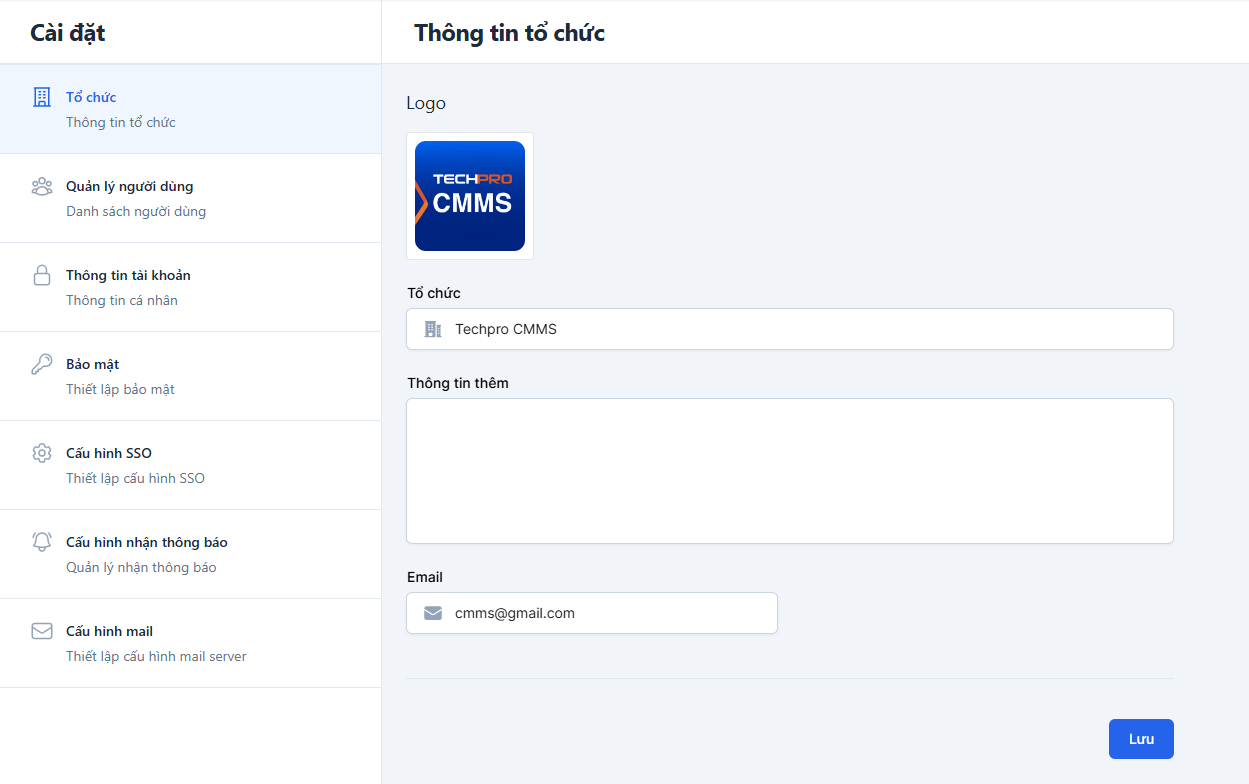 Cài đặt
Tổ chức
Thông tin tổ chức
Quản lý người dùng
Danh sách người dùng
Thông tin tài khoản
Thông tin cá nhân
Bảo mật
Thiết lập bảo mật
Cấu hình SSO
Thiết lập cấu hình SSO
Cấu hình nhận thông báo
Quản lý nhận thông báo
Cấu hình mail
Thiết lập cấu hình mail server
Thông tin tổ chức
Logo
TECHPRO
CMMS
Tổ chức
Techpro CMMS
Thông tin thêm
Email
cmms@gmail.com
Lưu